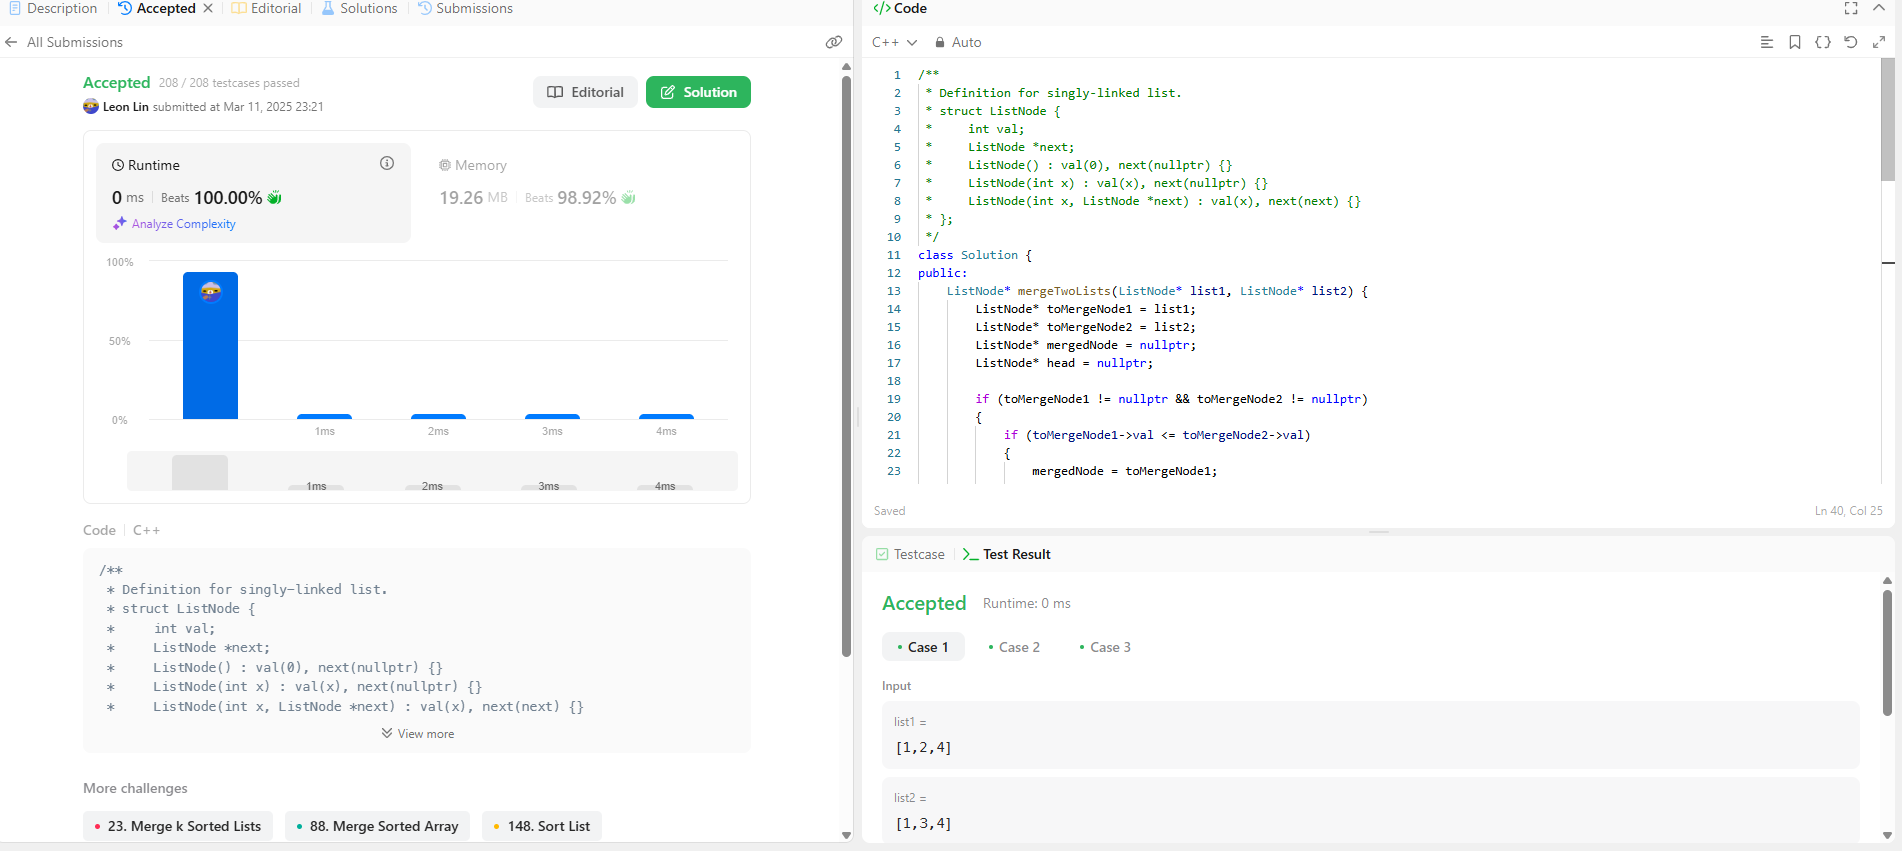 Description
Accepted
Editorial
Solutions
Submissions
All Submissions
Accepted 208 / 208 testcases passed
Leon Lin submitted at Mar 11, 2025 23:21
Editorial
Solution
Runtime
0 ms Beats 100.00%
Analyze Complexity
Memory
19.26 MB Beats 98.92%
100%
50%
0%
1ms 2ms 3ms 4ms
1ms 2ms 3ms 4ms
Code C++
/**
* Definition for singly-linked list.
* struct ListNode {
*     int val;
*     ListNode *next;
*     ListNode() : val(0), next(nullptr) {}
*     ListNode(int x) : val(x), next(nullptr) {}
*     ListNode(int x, ListNode *next) : val(x), next(next) {}
View more
More challenges
23. Merge k Sorted Lists
88. Merge Sorted Array
148. Sort List
</> Code
C++ Auto
1 /**
2 * Definition for singly-linked list.
3 * struct ListNode {
4 *     int val;
5 *     ListNode *next;
6 *     ListNode() : val(0), next(nullptr) {}
7 *     ListNode(int x) : val(x), next(nullptr) {}
8 *     ListNode(int x, ListNode *next) : val(x), next(next) {}
9 * };
10 */
11 class Solution {
12 public:
13     ListNode* mergeTwoLists(ListNode* list1, ListNode* list2) {
14         ListNode* toMergeNode1 = list1;
15         ListNode* toMergeNode2 = list2;
16         ListNode* mergedNode = nullptr;
17         ListNode* head = nullptr;
18
19         if (toMergeNode1 != nullptr && toMergeNode2 != nullptr)
20         {
21             if (toMergeNode1->val <= toMergeNode2->val)
22             {
23                 mergedNode = toMergeNode1;
Saved
Ln 40, Col 25
Testcase
Test Result
Accepted Runtime: 0 ms
Case 1
Case 2
Case 3
Input
list1 =
[1,2,4]
list2 =
[1,3,4]